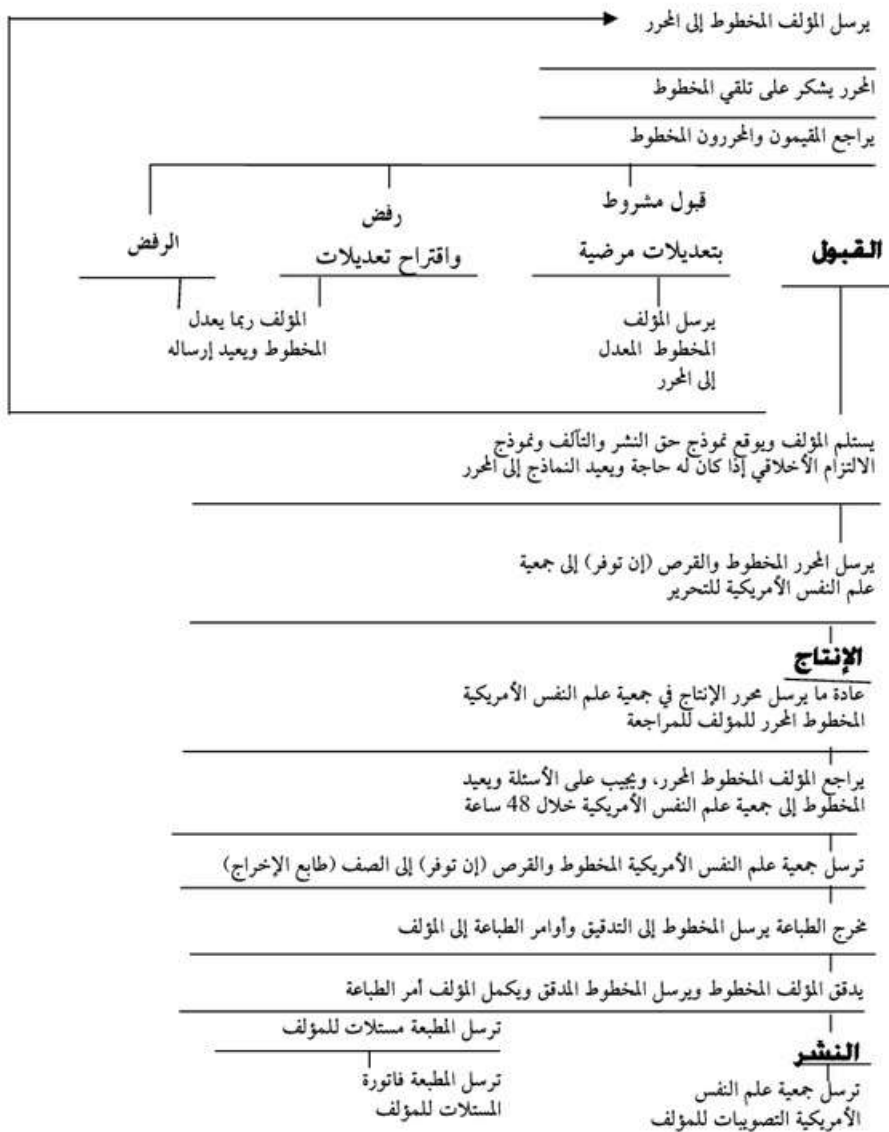 يرسل المؤلف المخطوط إلى المحرر
المحرر يشكر على تلقي المخطوط
يراجع المقيمون والمحررون المخطوط
القبول
قبول مشروط
بتعديلات مرضية
رفض
واقتراح تعديلات
الرفض
يرسل المؤلف
المخطوط المعدل
إلى المحرر
المؤلف ربما يعدل
المخطوط ويعيد إرساله
يستلم المؤلف ويوقع نموذج حق النشر والتآلف ونموذج
الالتزام الأخلاقي إذا كان له حاجة ويعيد النماذج إلى المحرر
يرسل المحرر المخطوط والقرص (إن توفر) إلى جمعية
علم النفس الأمريكية للتحرير
الإنتاج
عادة ما يرسل محرر الإنتاج في جمعية علم النفس الأمريكية
المخطوط المحرر للمؤلف للمراجعة
يراجع المؤلف المخطوط المحرر، ويجيب على الأسئلة ويعيد
المخطوط إلى جمعية علم النفس الأمريكية خلال 48 ساعة
ترسل جمعية علم النفس الأمريكية المخطوط والقرص (إن توفر) إلى الصف (طابع الإخراج)
مخرج الطباعة يرسل المخطوط إلى التدقيق وأوامر الطباعة إلى المؤلف
يدقق المؤلف المخطوط ويرسل المخطوط المدقق ويكمل المؤلف أمر الطباعة
النشر
ترسل جمعية علم النفس
الأمريكية التصويبات للمؤلف
ترسل المطبعة مستلات للمؤلف
ترسل المطبعة فاتورة
المستلات للمؤلف